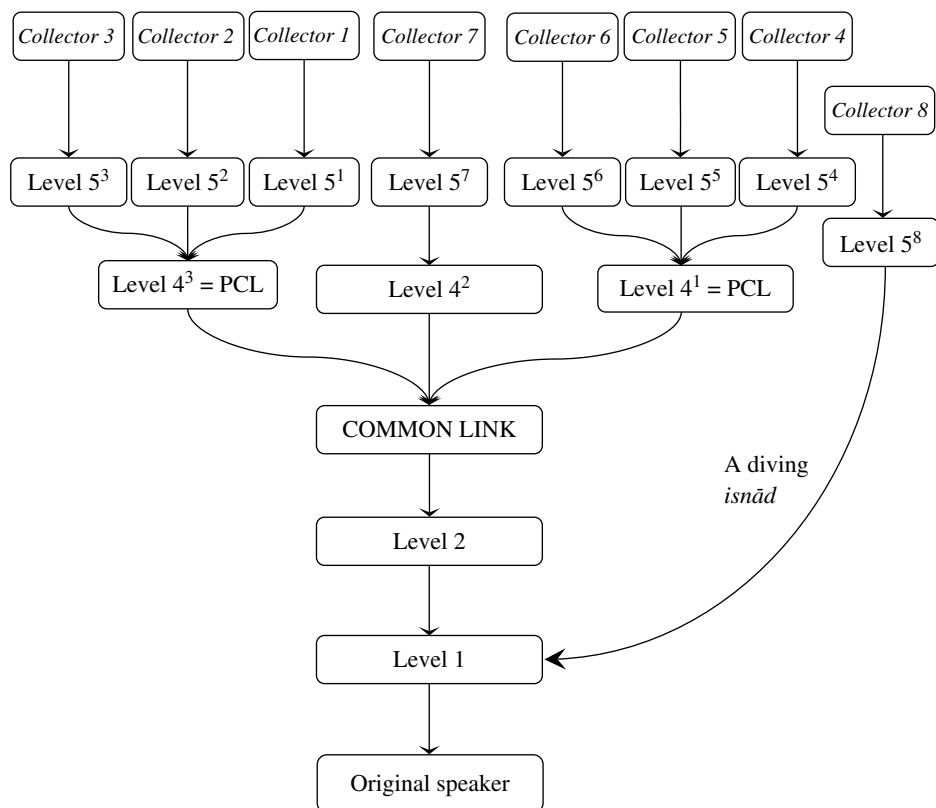 Collector 3
Collector 2
Collector 1
Collector 7
Collector 6
Collector 5
Collector 4
Collector 8
Level 5³
Level 5²
Level 5¹
Level 5⁷
Level 5⁶
Level 5⁵
Level 5⁴
Level 5⁸
Level 4³ = PCL
Level 4²
Level 4¹ = PCL
COMMON LINK
A diving
isnād
Level 2
Level 1
Original speaker